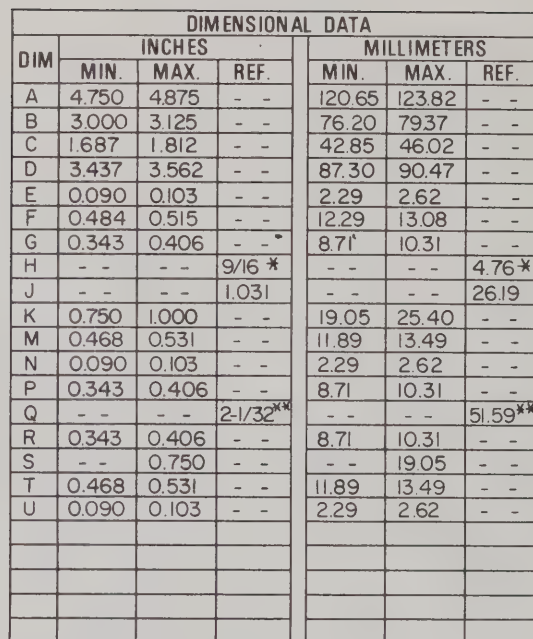 DIMENSIONAL DATA
DIM INCHES MILLIMETERS
MIN. MAX. REF. MIN. MAX. REF.
A 4.750 4.875 - - 120.65 123.82 - -
B 3.000 3.125 - - 76.20 79.37 - -
C 1.687 1.812 - - 42.85 46.02 - -
D 3.437 3.562 - - 87.30 90.47 - -
E 0.090 0.103 - - 2.29 2.62 - -
F 0.484 0.515 - - 12.29 13.08 - -
G 0.343 0.406 - - 8.71 10.31 - -
H - - - - 9/16 * - - - - 4.76 *
J - - - - 1.031 - - - - 26.19
K 0.750 1.000 - - 19.05 25.40 - -
M 0.468 0.531 - - 11.89 13.49 - -
N 0.090 0.103 - - 2.29 2.62 - -
P 0.343 0.406 - - 8.71 10.31 - -
Q - - - - 2-1/32** - - - - 51.59**
R 0.343 0.406 - - 8.71 10.31 - -
S - - 0.750 - - - - 19.05 - -
T 0.468 0.531 - - 11.89 13.49 - -
U 0.090 0.103 - - 2.29 2.62 - -